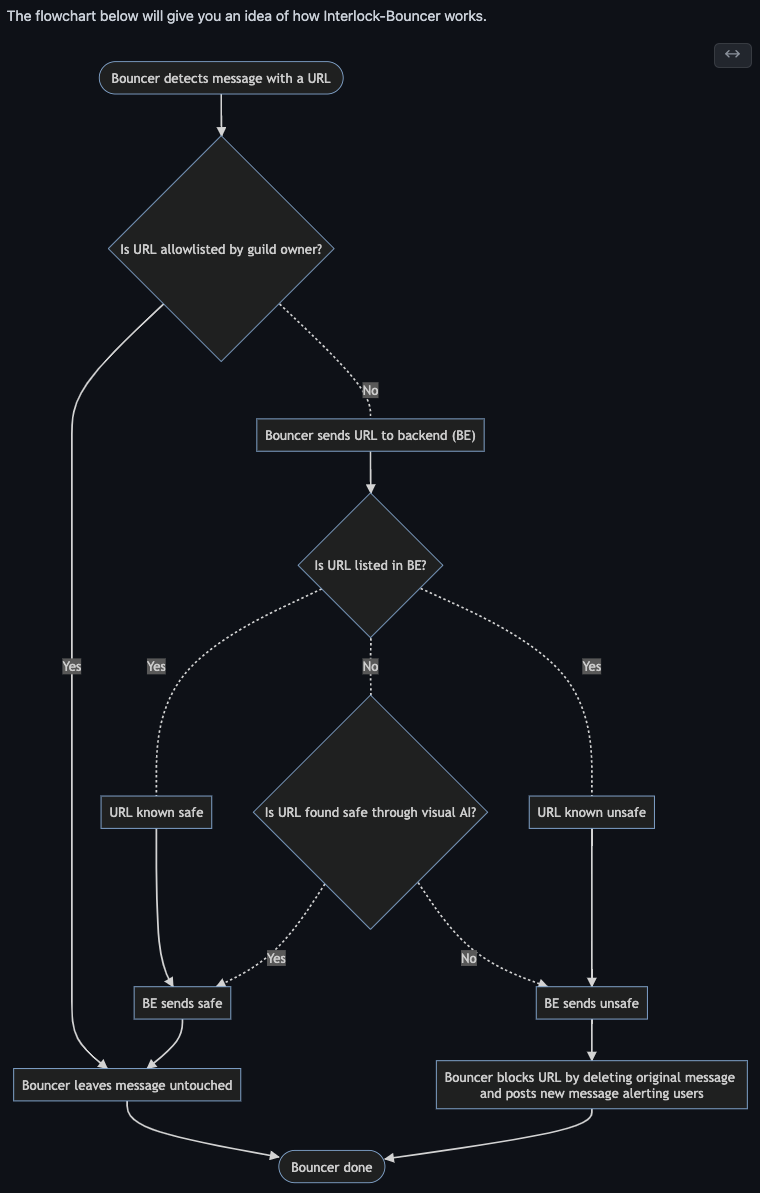 The flowchart below will give you an idea of how Interlock-Bouncer works.
Bouncer detects message with a URL
Is URL allowlisted by guild owner?
No
Bouncer sends URL to backend (BE)
Is URL listed in BE?
Yes
Yes
No
Yes
URL known safe
Is URL found safe through visual AI?
URL known unsafe
Yes
No
BE sends safe
BE sends unsafe
Bouncer leaves message untouched
Bouncer blocks URL by deleting original message
and posts new message alerting users
Bouncer done